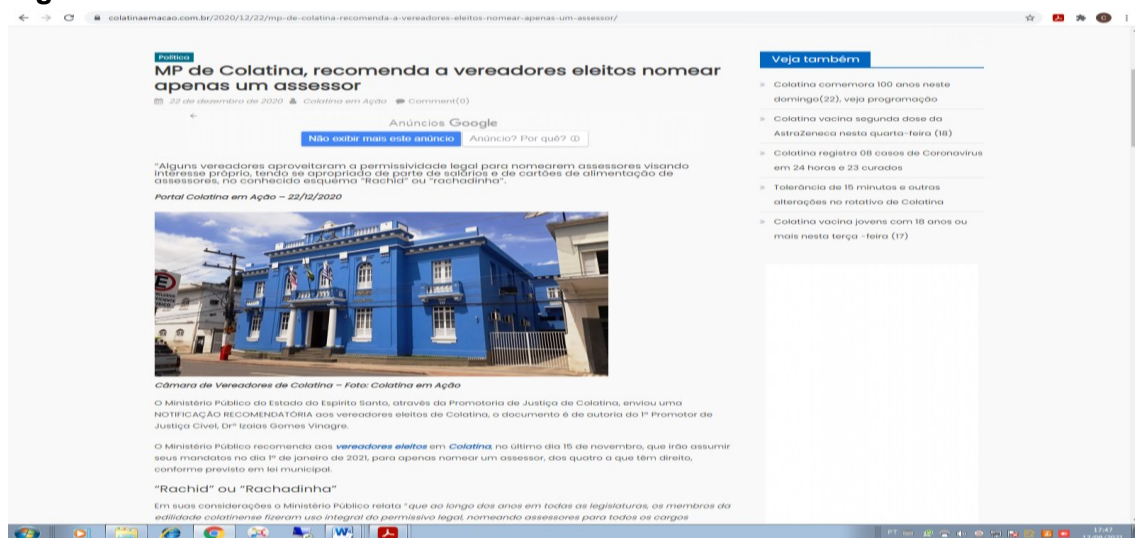 colatinaemacao.com.br/2020/12/22/mp-de-colatina-recomenda-a-vereadores-eleitos-nomear-apenas-um-assessor/
Política
MP de Colatina, recomenda a vereadores eleitos nomear
apenas um assessor
22 de dezembro de 2020 Colatina em Ação Comment(0)
Anúncios Google
Não exibir mais este anúncio Anúncio? Por quê?
"Alguns vereadores aproveitaram a permissividade legal para nomearem assessores visando
interesse próprio, tendo se apropriado de parte de salários e de cartões de alimentação de
assessores, no conhecido esquema "Rachid" ou "rachadinha".
Portal Colatina em Ação – 22/12/2020
Câmara de Vereadores de Colatina – Foto: Colatina em Ação
O Ministério Público do Estado do Espírito Santo, através da Promotoria de Justiça de Colatina, enviou uma
NOTIFICAÇÃO RECOMENDATÓRIA aos vereadores eleitos de Colatina, o documento é de autoria do 1º Promotor de
Justiça Cível, Drº Izaias Gomes Vinagre.
O Ministério Público recomenda aos vereadores eleitos em Colatina, no último dia 15 de novembro, que irão assumir
seus mandatos no dia 1º de janeiro de 2021, para apenas nomear um assessor, dos quatro a que têm direito,
conforme previsto em lei municipal.
"Rachid" ou "Rachadinha"
Em suas considerações o Ministério Público relata "que ao longo dos anos em todas as legislaturas, os membros da
edilidade colatinense fizeram uso integral do permissivo legal, nomeando assessores para todos os cargos
Veja também
» Colatina comemora 100 anos neste
domingo(22), veja programação
» Colatina vacina segunda dose da
AstraZeneca nesta quarta-feira (18)
» Colatina registra 08 casos de Coronavírus
em 24 horas e 23 curados
» Tolerância de 15 minutos e outras
alterações no rotativo de Colatina
» Colatina vacina jovens com 18 anos ou
mais nesta terça -feira (17)
PT
17:47